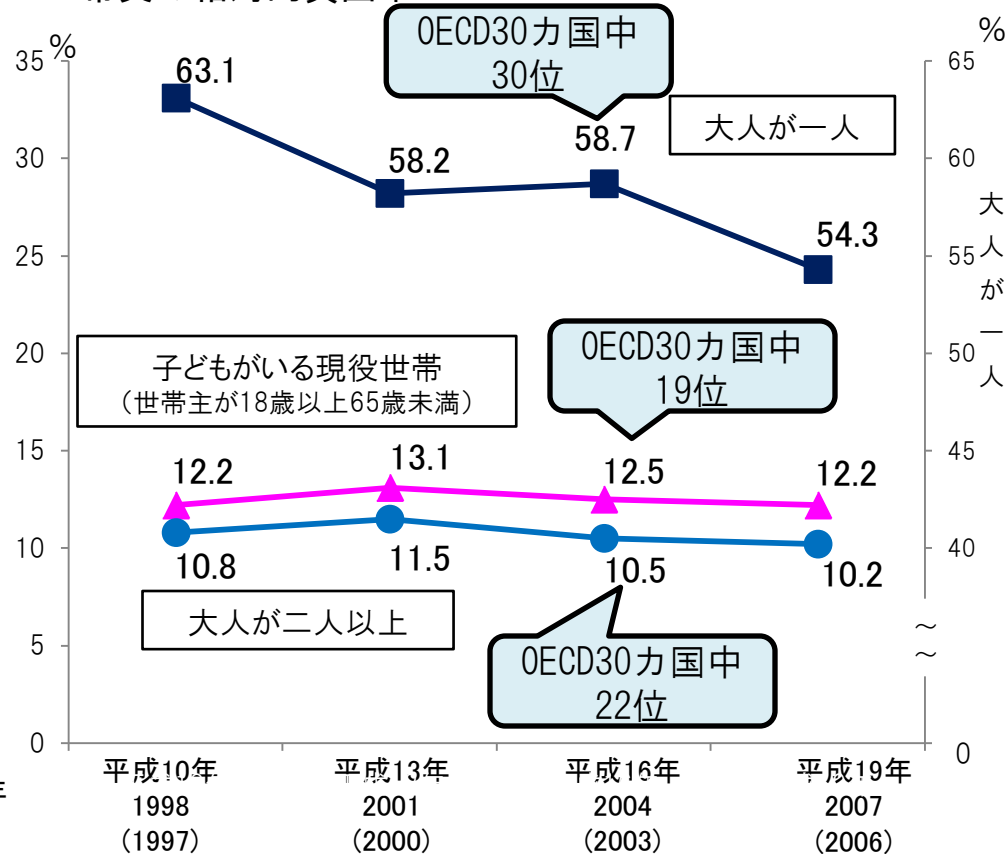 %
%
OECD30カ国中
30位
35
65
63.1
大人が一人
58.7
58.2
30
60
大人が一人
54.3
25
55
OECD30カ国中
19位
20
50
子どもがいる現役世帯
（世帯主が18歳以上65歳未満）
15
45
12.2
13.1
12.5
12.2
10
40
10.8
11.5
10.5
10.2
大人が二人以上
5
～
～
OECD30カ国中
22位
0
0
平成10年
平成13年
平成16年
平成19年
1998
2001
2004
2007
（1997）
（2000）
（2003）
（2006）